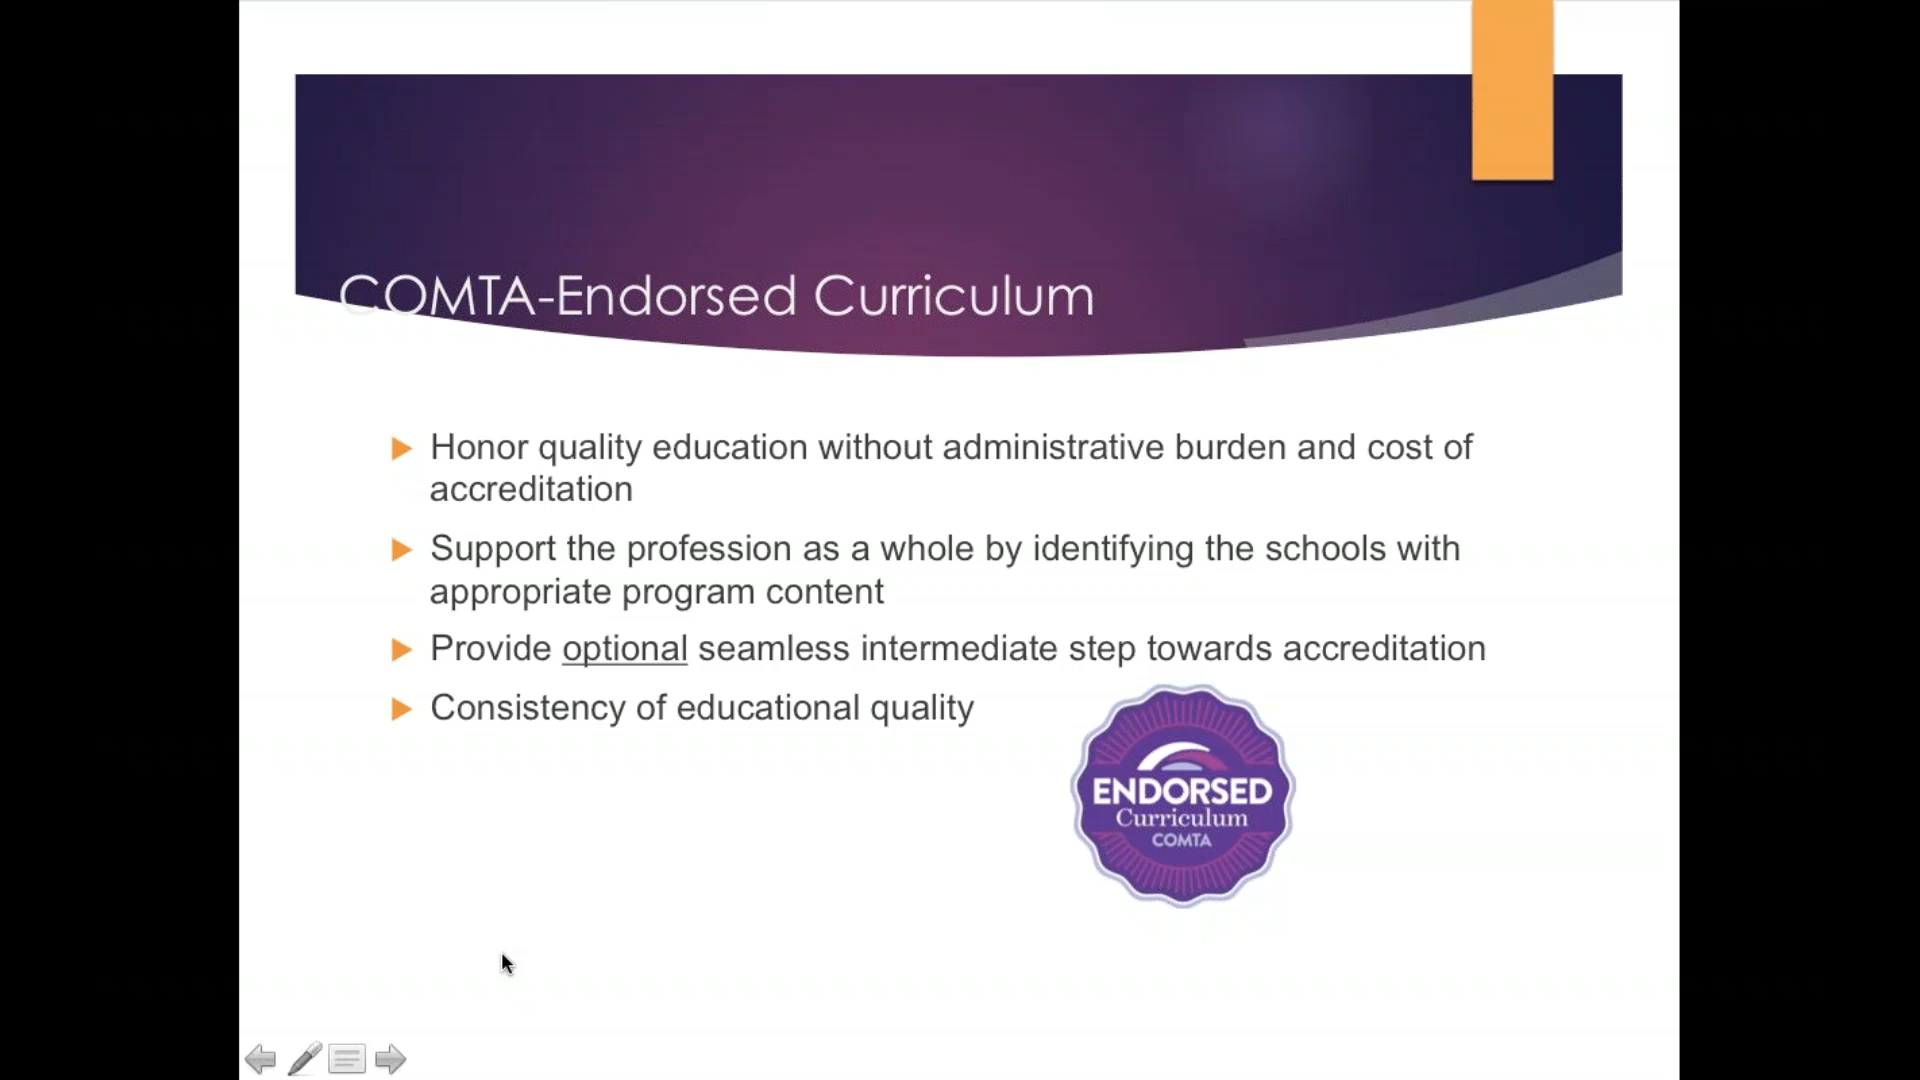 COMTA-Endorsed Curriculum
Honor quality education without administrative burden and cost of
accreditation
Support the profession as a whole by identifying the schools with
appropriate program content
Provide optional seamless intermediate step towards accreditation
Consistency of educational quality
ENDORSED
Curriculum
COMTA